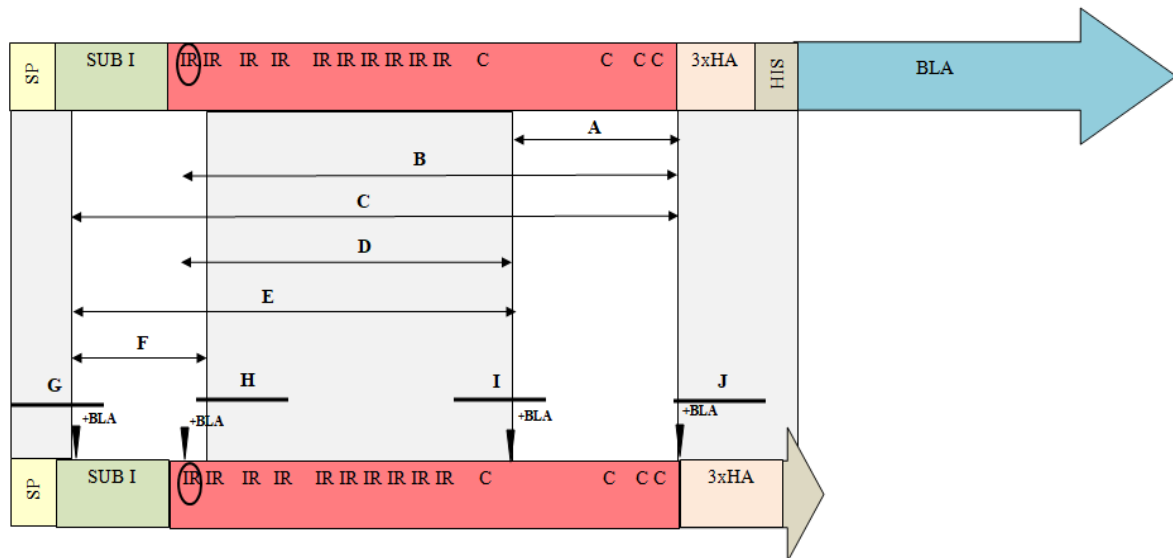 SP SUB I IR IR IR IR IR IR IR IR IR IR C C C C 3xHA HIS BLA
A
B
C
D
E
F
G H I J
+BLA +BLA +BLA +BLA
SP SUB I IR IR IR IR IR IR IR IR IR C C C C 3xHA